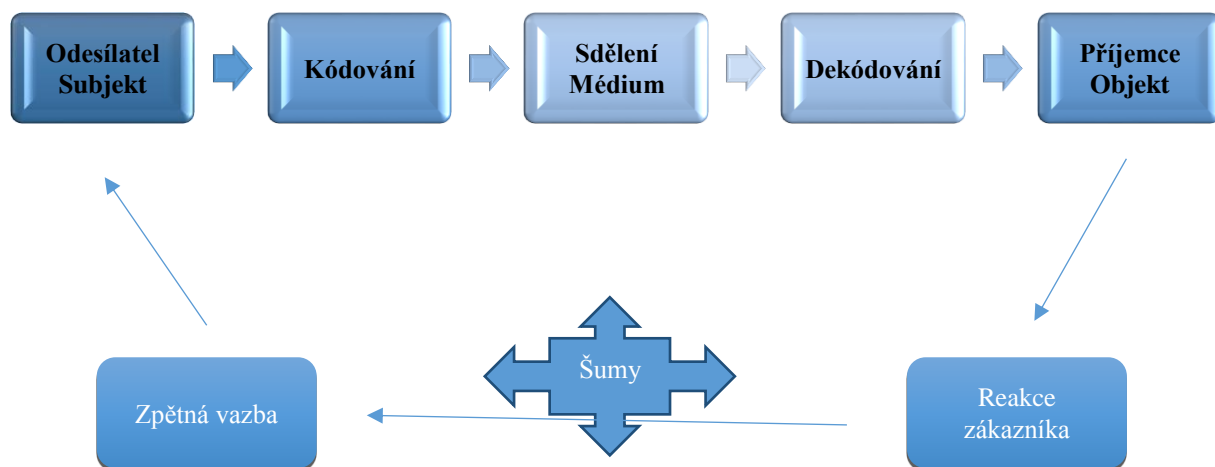 Odesílatel
Subjekt
Kódování
Sdělení
Médium
Dekódování
Příjemce
Objekt
Šumy
Zpětná vazba
Reakce
zákazníka